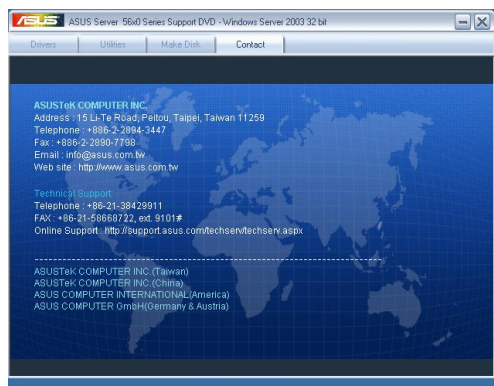 ASUS ASUS Server 56x0 Series Support DVD - Windows Server 2003 32 bit
Drivers Utilities Make Disk Contact
ASUSTeK COMPUTER INC.
Address : 15 Li-Te Road, Peitou, Taipei, Taiwan 11259
Telephone : +886-2-2894-3447
Fax : +886-2-2890-7798
Email : info@asus.com.tw
Web site : http://www.asus.com.tw
Technical Support
Telephone : +86-21-38429911
FAX : +86-21-58668722, ext. 9101#
Online Support : http://support.asus.com/techserv/techserv.aspx
ASUSTeK COMPUTER INC.(Taiwan)
ASUSTeK COMPUTER INC.(China)
ASUS COMPUTER INTERNATIONAL(America)
ASUS COMPUTER GmbH(Germany & Austria)